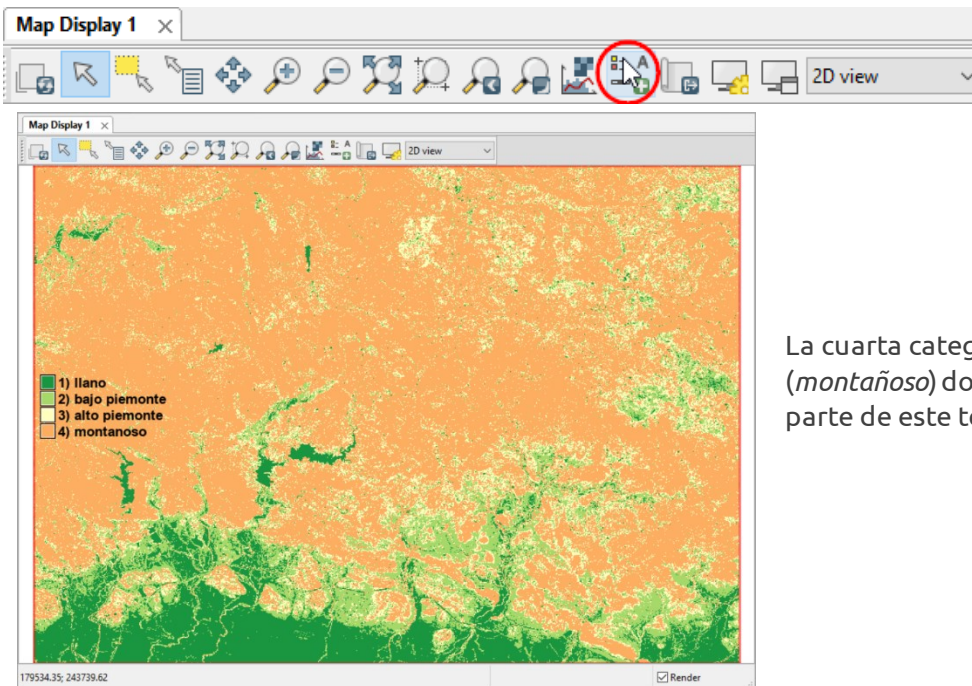 Map Display 1
2D view
Map Display 1
2D view
1) llano
2) bajo piemonte
3) alto piemonte
4) montanoso
179534.35; 243739.62
Render
La cuarta categ
(montañoso) do
parte de este te